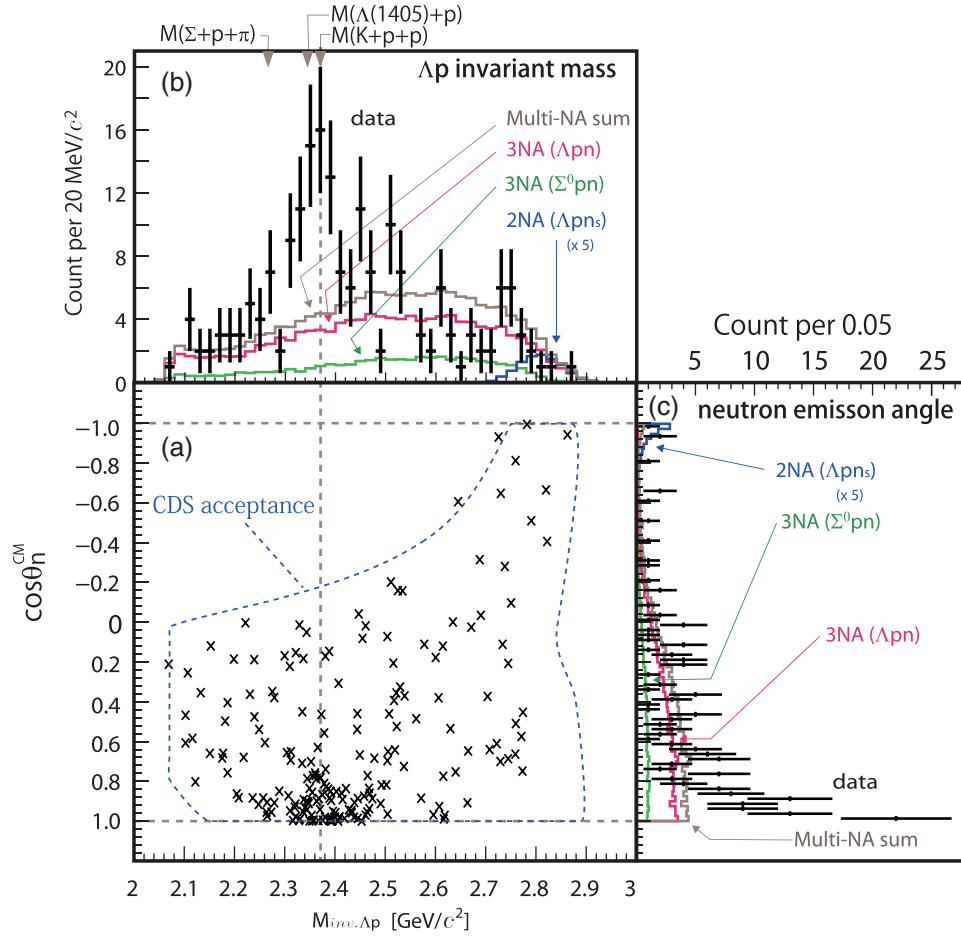 M(Λ(1405)+p)
M(Σ+p+π)
M(K+p+p)
(b)
Λp invariant mass
data
Multi-NA sum
3NA (Λpn)
3NA (Σ⁰pn)
2NA (Λpnₛ)
(x 5)
Count per 20 MeV/c²
20
16
12
8
4
0
Count per 0.05
5 10 15 20 25
(a)
CDS acceptance
cosθₙᶜᴹ
−1.0
−0.8
−0.6
−0.4
−0.2
0
0.2
0.4
0.6
0.8
1.0
2 2.1 2.2 2.3 2.4 2.5 2.6 2.7 2.8 2.9 3
M inv.Λp [GeV/c²]
(c)
neutron emisson angle
2NA (Λpnₛ)
(x 5)
3NA (Σ⁰pn)
3NA (Λpn)
data
Multi-NA sum